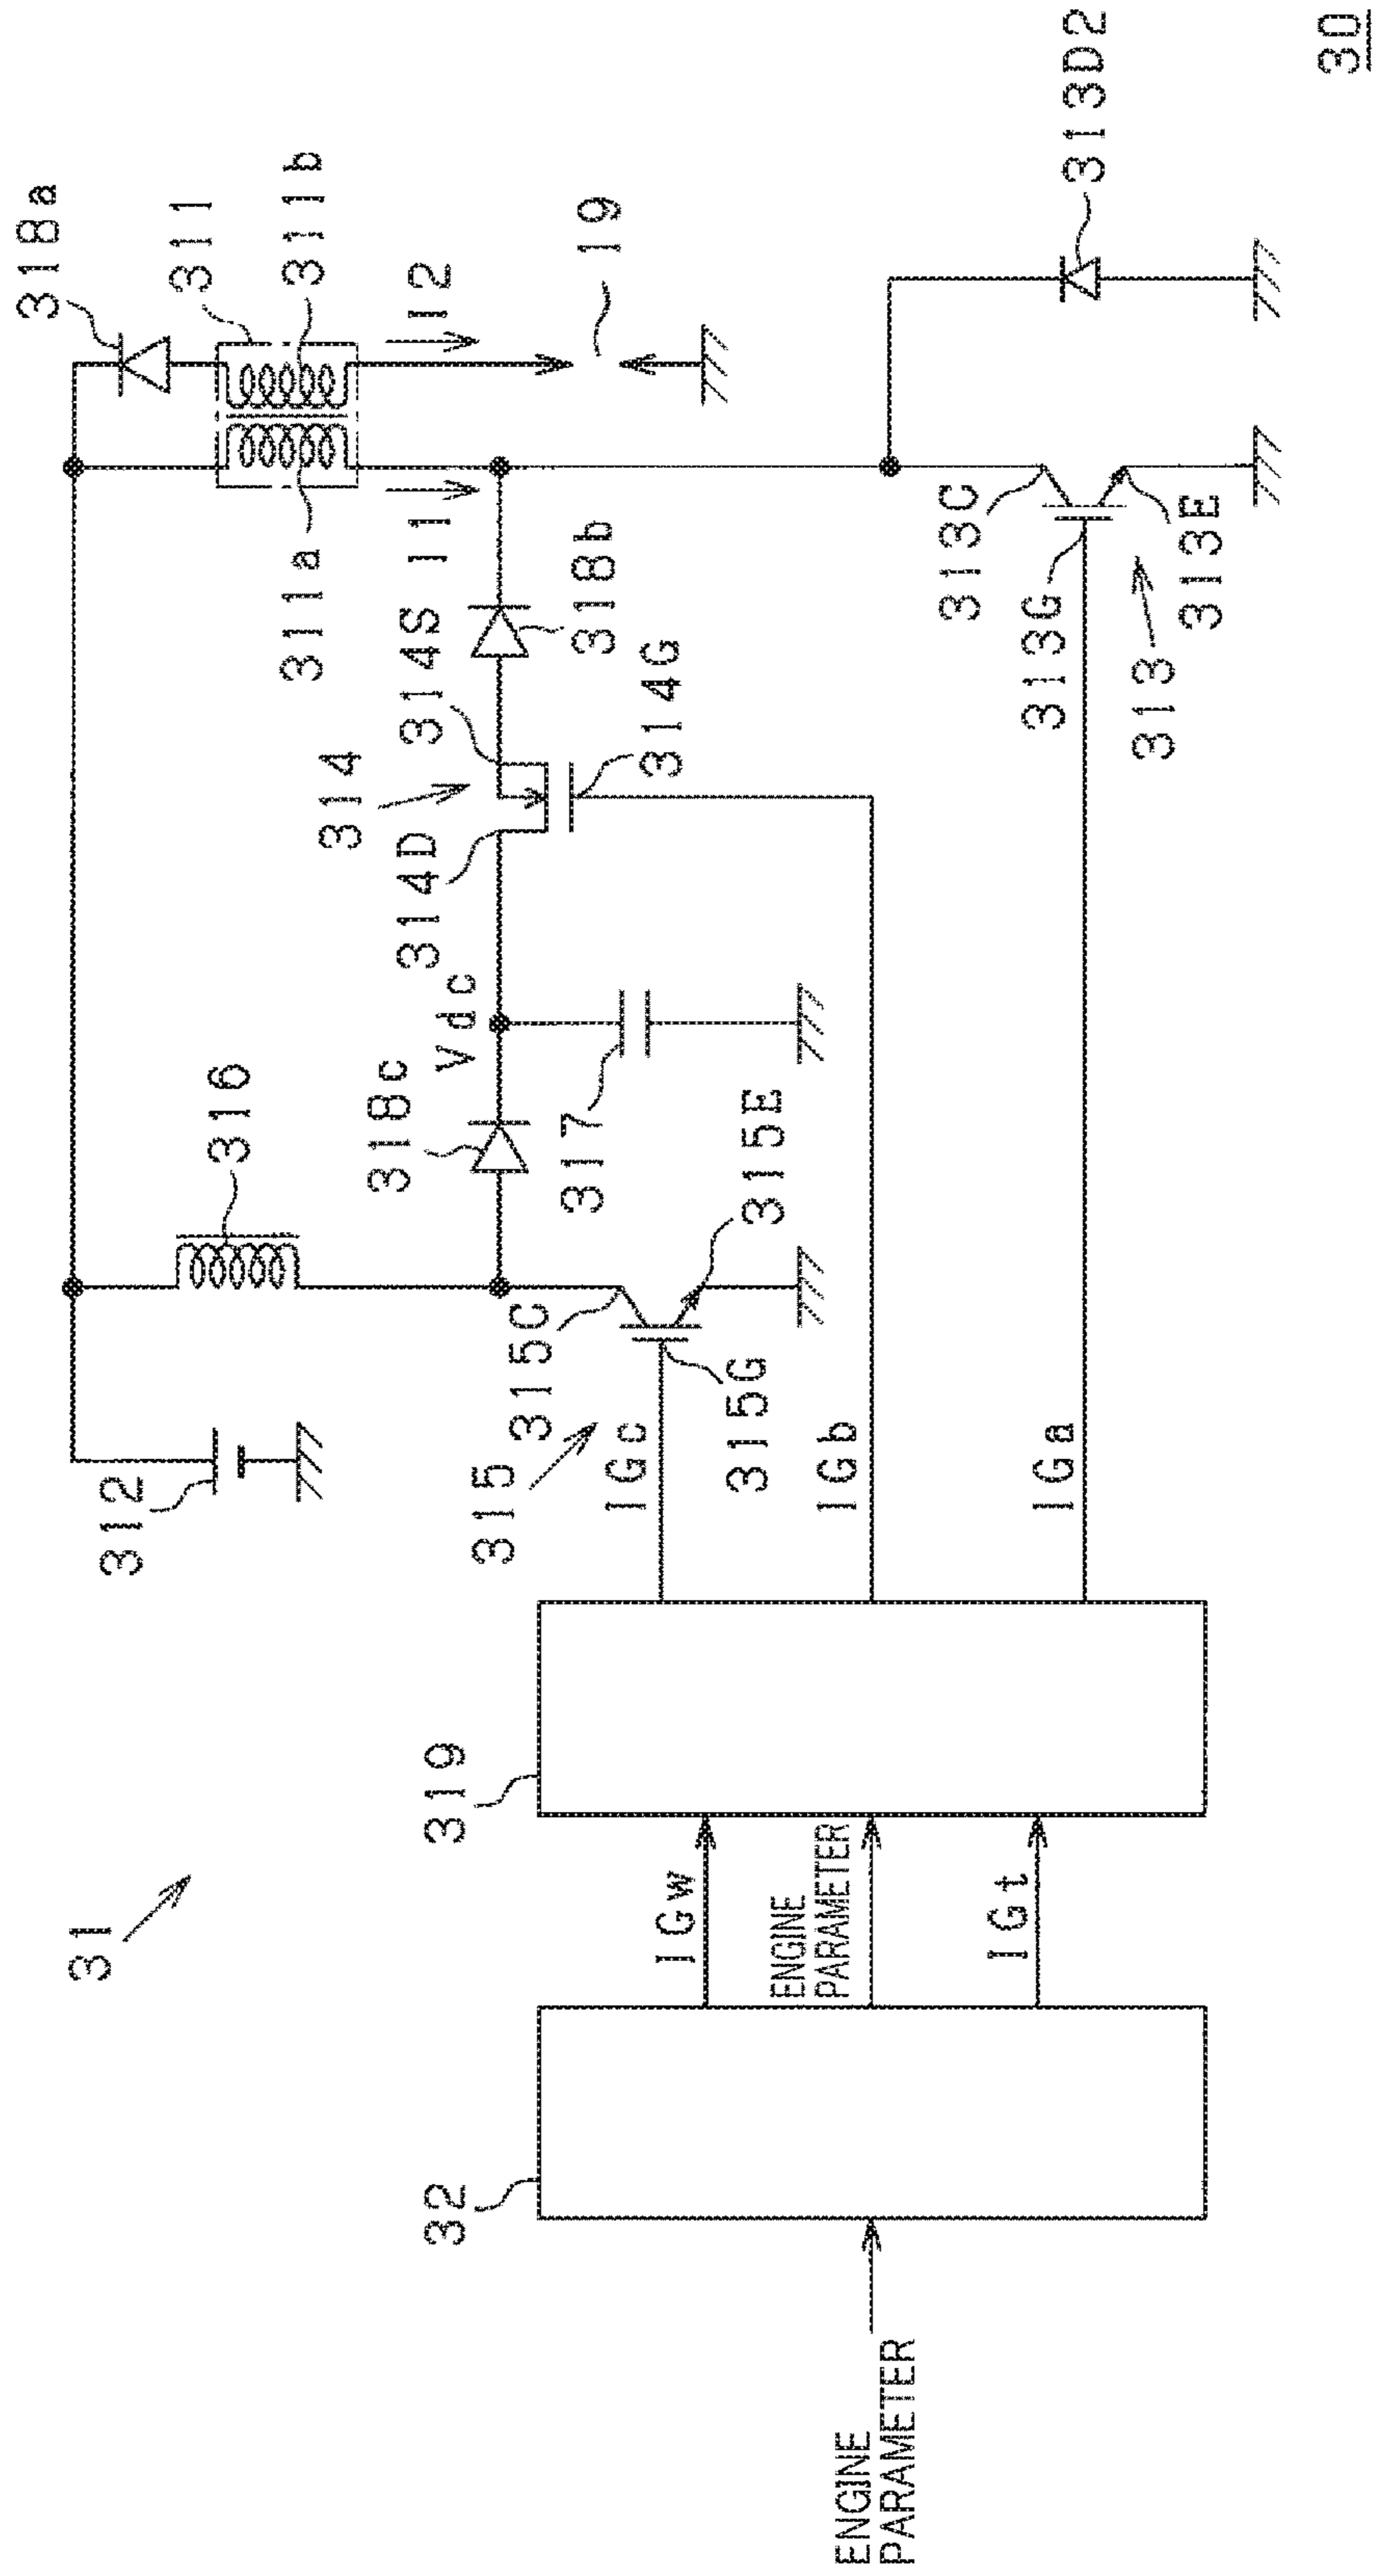 318a
31
312
311
316
311a
311b
314
318c
314D
314S
I1
I2
32
319
Vdc
315
315C
317
318b
19
IGc
314G
IGw
315G
315E
ENGINE
PARAMETER
IGb
ENGINE
PARAMETER
313C
IGt
IGa
313G
313D2
313
313E
30